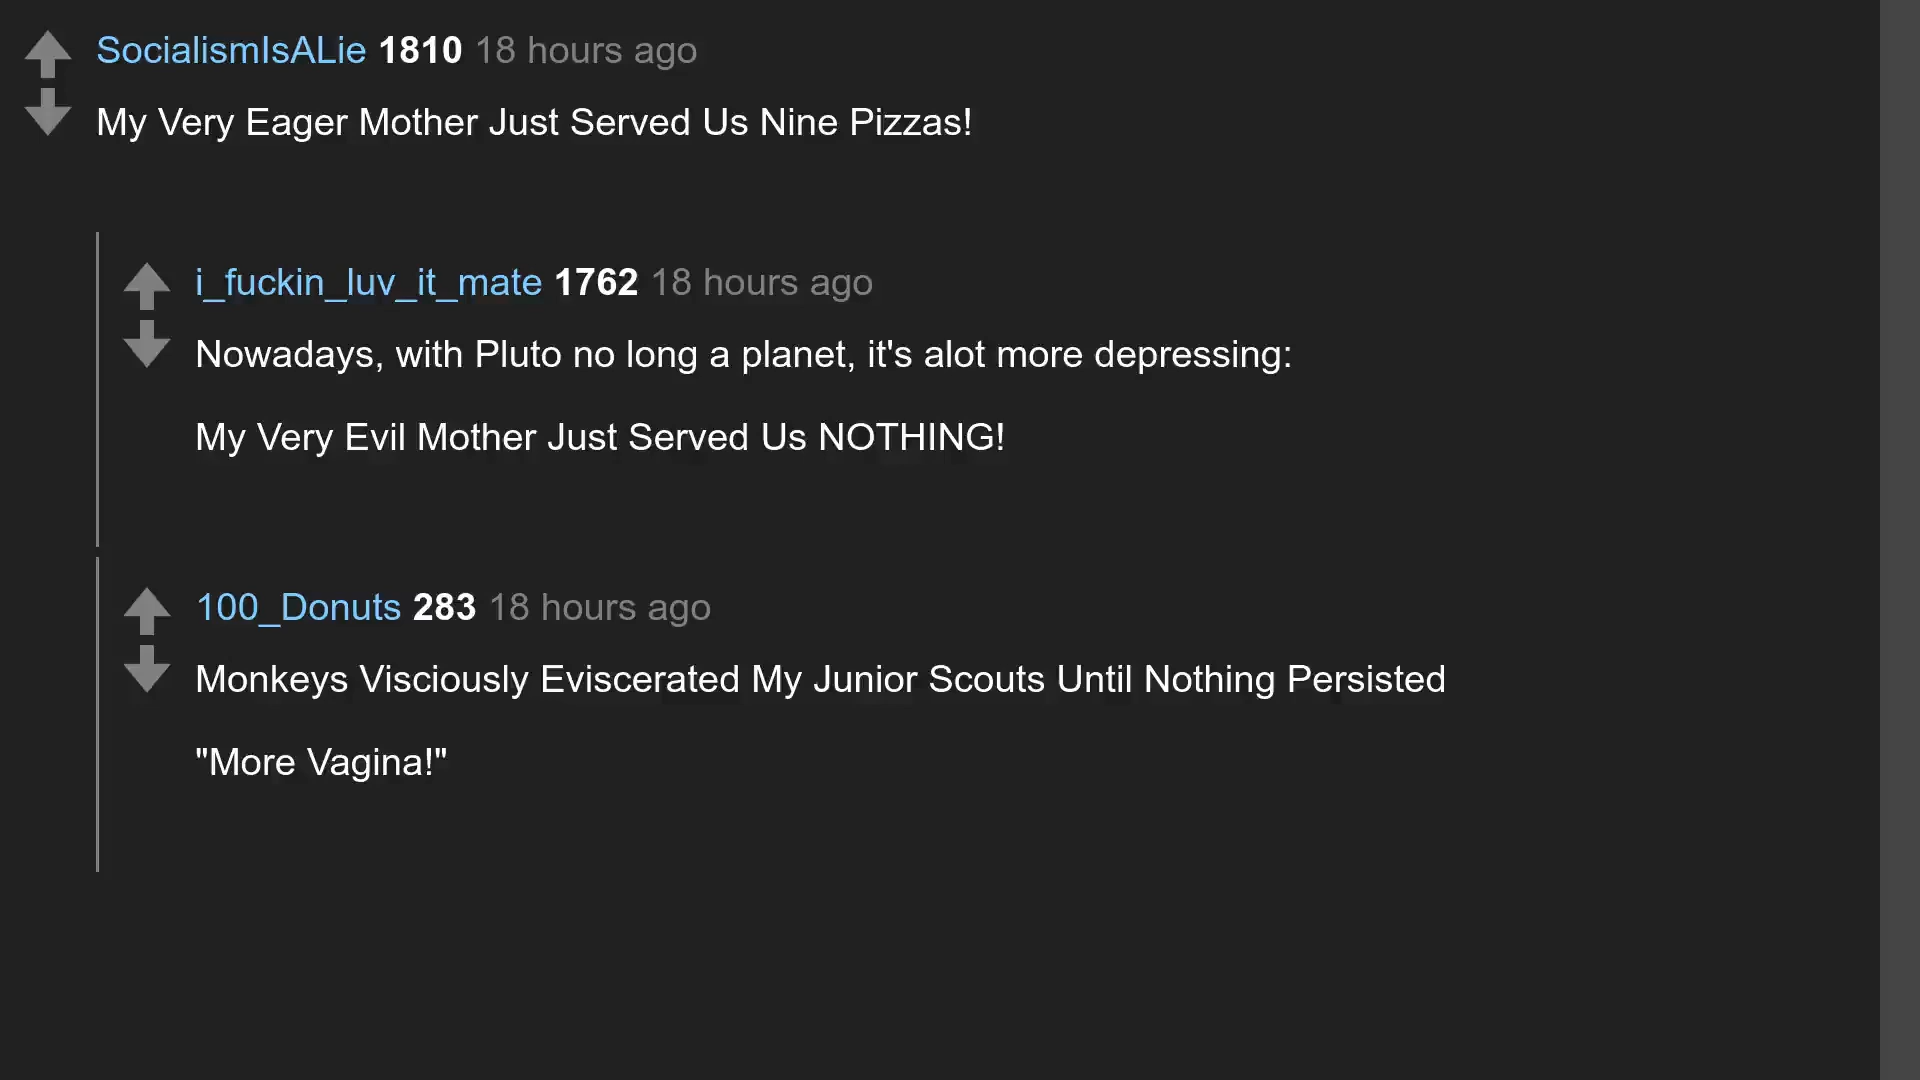 SocialismIsALie 1810 18 hours ago
My Very Eager Mother Just Served Us Nine Pizzas!
i_fuckin_luv_it_mate 1762 18 hours ago
Nowadays, with Pluto no long a planet, it's alot more depressing:
My Very Evil Mother Just Served Us NOTHING!
100_Donuts 283 18 hours ago
Monkeys Visciously Eviscerated My Junior Scouts Until Nothing Persisted
"More Vagina!"